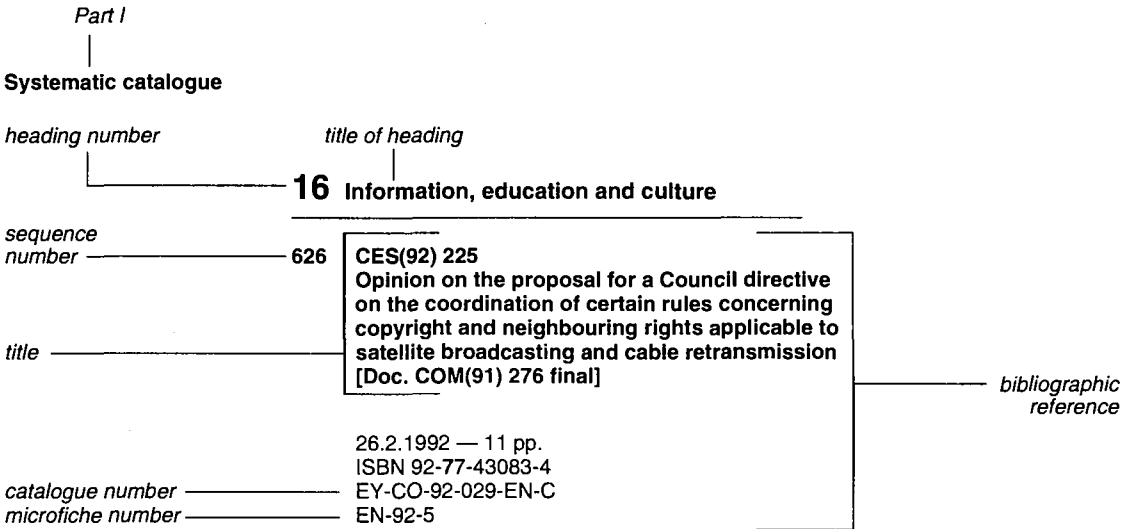 Part I
Systematic catalogue
heading number title of heading
16 Information, education and culture
sequence
number 626 CES(92) 225
Opinion on the proposal for a Council directive
on the coordination of certain rules concerning
copyright and neighbouring rights applicable to
title satellite broadcasting and cable retransmission
[Doc. COM(91) 276 final]
bibliographic
reference
26.2.1992 — 11 pp.
ISBN 92-77-43083-4
catalogue number EY-CO-92-029-EN-C
microfiche number EN-92-5